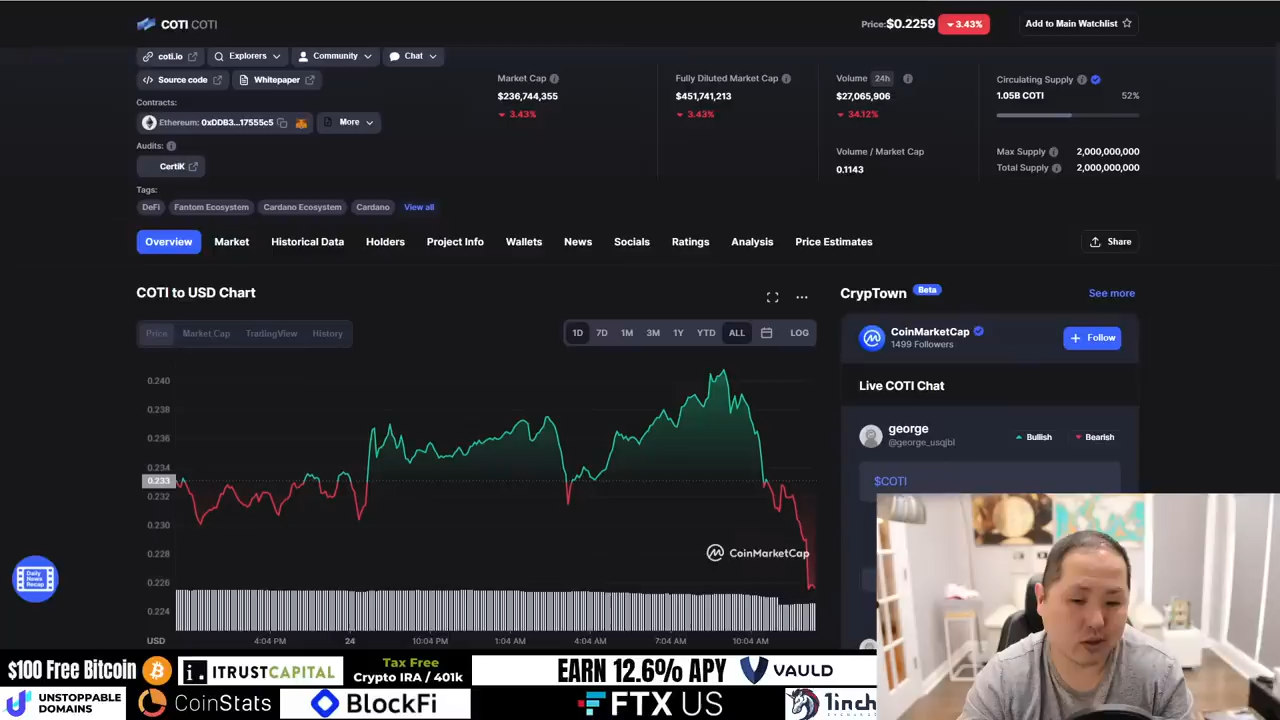 COTI COTI
Price:$0.2259
3.43%
Add to Main Watchlist
coti.io
Explorers
Community
Chat
Source code
Whitepaper
Contracts:
Ethereum: 0xDDB3...17555c5
More
Audits:
CertiK
Tags:
DeFi
Fantom Ecosystem
Cardano Ecosystem
Cardano
View all
Market Cap
$236,744,355
3.43%
Fully Diluted Market Cap
$451,741,213
3.43%
Volume 24h
$27,065,906
34.12%
Volume / Market Cap
0.1143
Circulating Supply
1.05B COTI
52%
Max Supply
2,000,000,000
Total Supply
2,000,000,000
Overview
Market
Historical Data
Holders
Project Info
Wallets
News
Socials
Ratings
Analysis
Price Estimates
Share
COTI to USD Chart
Price
Market Cap
TradingView
History
1D
7D
1M
3M
1Y
YTD
ALL
LOG
0.240
0.238
0.236
0.234
0.233
0.232
0.230
0.228
0.226
0.224
CoinMarketCap
USD
4:04 PM
24
10:04 PM
1:04 AM
4:04 AM
7:04 AM
10:04 AM
CrypTown Beta
See more
CoinMarketCap
1499 Followers
Follow
Live COTI Chat
george
@george_usqjbl
Bullish
Bearish
$COTI
Daily
News
Recap
$100 Free Bitcoin
ITRUSTCAPITAL
Tax Free
Crypto IRA / 401k
EARN 12.6% APY
VAULD
UNSTOPPABLE
DOMAINS
CoinStats
BlockFi
FTX US
1inch
EXCHANGE